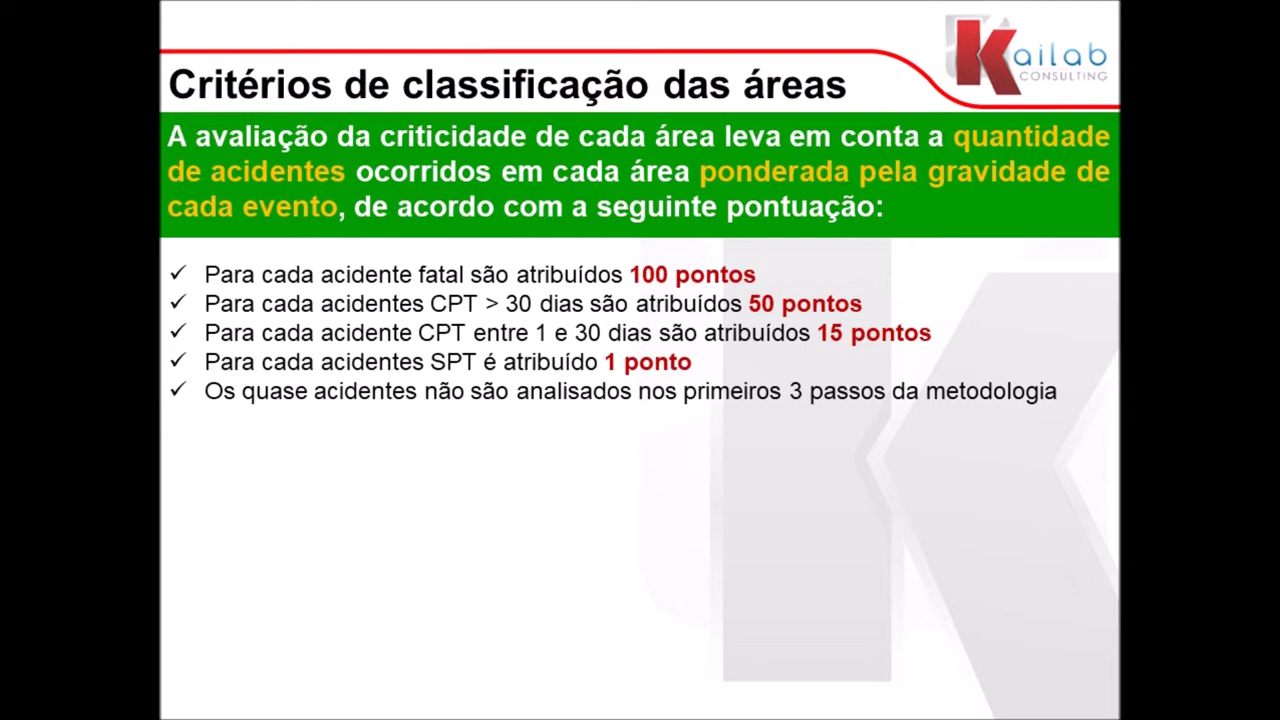 Kailab
CONSULTING
Critérios de classificação das áreas
A avaliação da criticidade de cada área leva em conta a quantidade
de acidentes ocorridos em cada área ponderada pela gravidade de
cada evento, de acordo com a seguinte pontuação:
✓ Para cada acidente fatal são atribuídos 100 pontos
✓ Para cada acidentes CPT > 30 dias são atribuídos 50 pontos
✓ Para cada acidente CPT entre 1 e 30 dias são atribuídos 15 pontos
✓ Para cada acidentes SPT é atribuído 1 ponto
✓ Os quase acidentes não são analisados nos primeiros 3 passos da metodologia